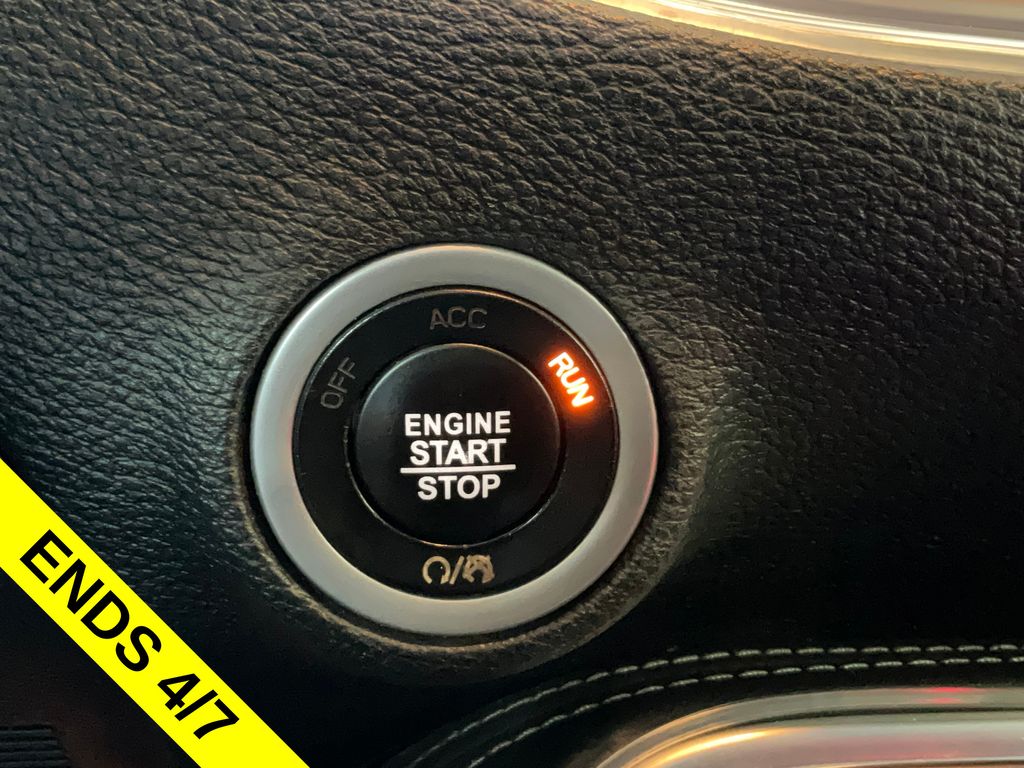 ACC
OFF
RUN
ENGINE
START
STOP
ENDS 4/7